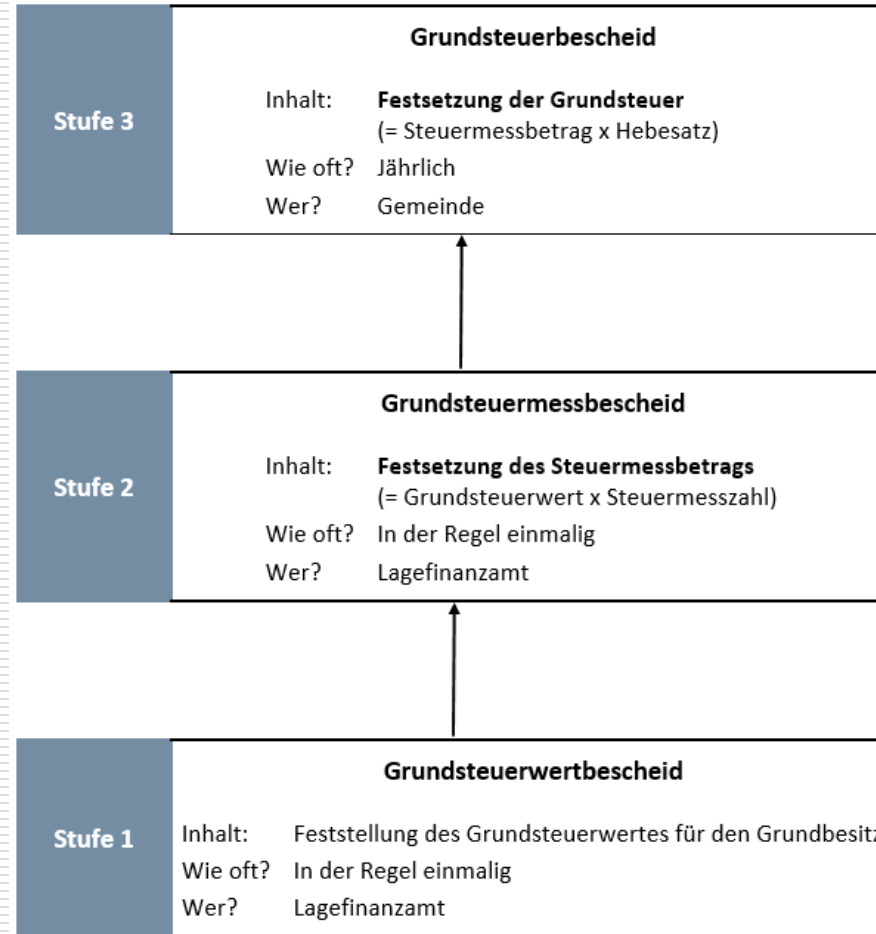 Grundsteuerbescheid
Stufe 3
Inhalt: Festsetzung der Grundsteuer
(= Steuermessbetrag x Hebesatz)
Wie oft? Jährlich
Wer? Gemeinde
Grundsteuermessbescheid
Stufe 2
Inhalt: Festsetzung des Steuermessbetrags
(= Grundsteuerwert x Steuermesszahl)
Wie oft? In der Regel einmalig
Wer? Lagefinanzamt
Grundsteuerwertbescheid
Stufe 1
Inhalt: Feststellung des Grundsteuerwertes für den Grundbesitz
Wie oft? In der Regel einmalig
Wer? Lagefinanzamt